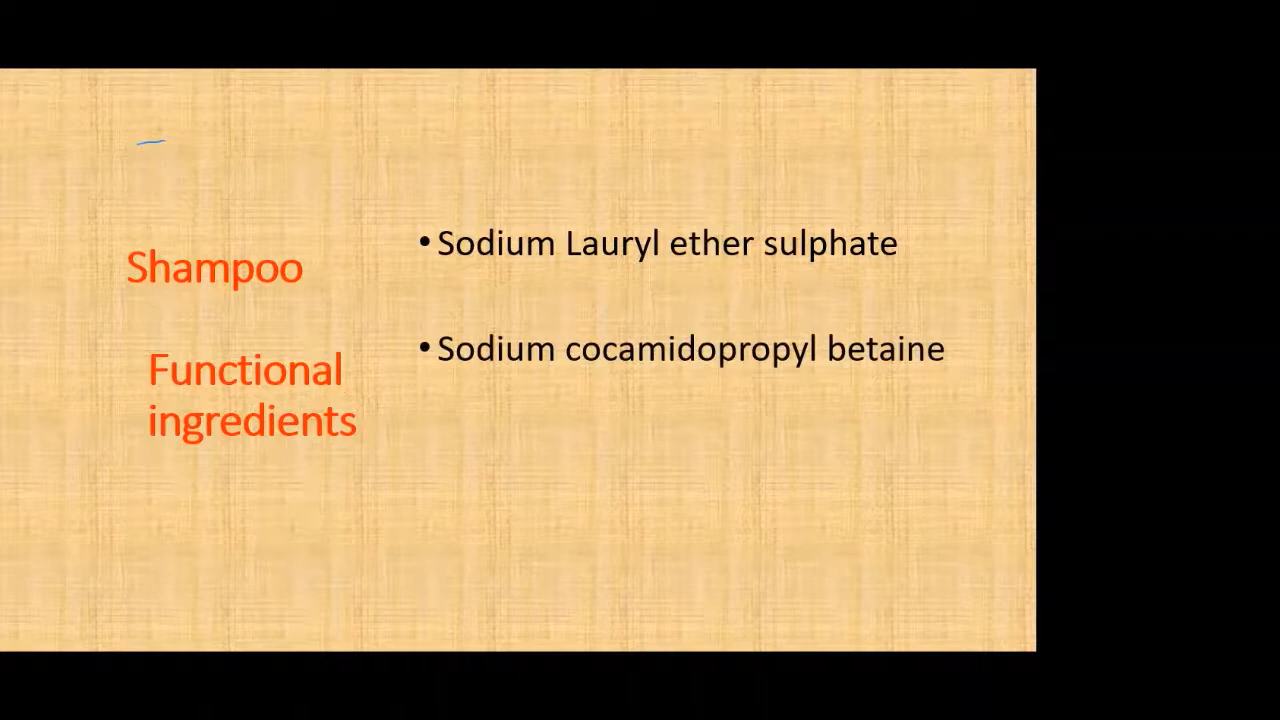 Shampoo
Functional
ingredients
• Sodium Lauryl ether sulphate
• Sodium cocamidopropyl betaine